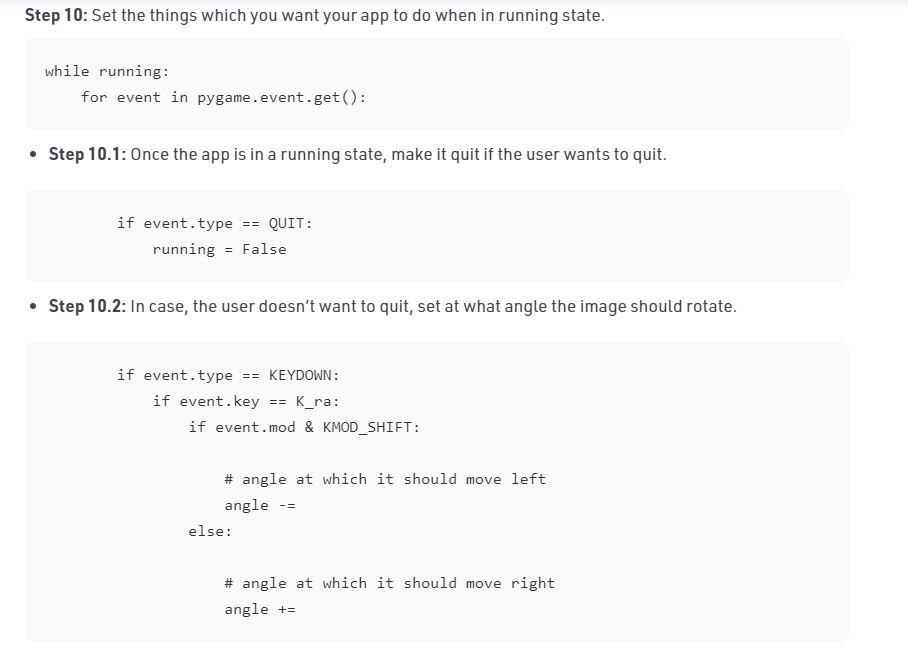 Step 10: Set the things which you want your app to do when in running state.
while running:
    for event in pygame.event.get():
• Step 10.1: Once the app is in a running state, make it quit if the user wants to quit.
        if event.type == QUIT:
            running = False
• Step 10.2: In case, the user doesn’t want to quit, set at what angle the image should rotate.
        if event.type == KEYDOWN:
            if event.key == K_ra:
                if event.mod & KMOD_SHIFT:
                    # angle at which it should move left
                    angle -=
                else:
                    # angle at which it should move right
                    angle +=